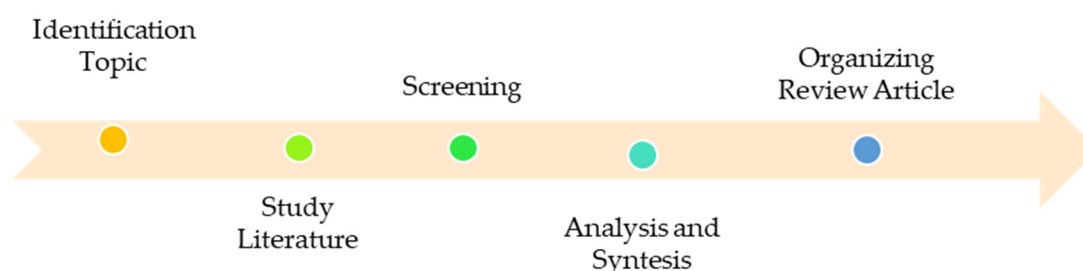 Identification
Topic
Study
Literature
Screening
Analysis and
Syntesis
Organizing
Review Article